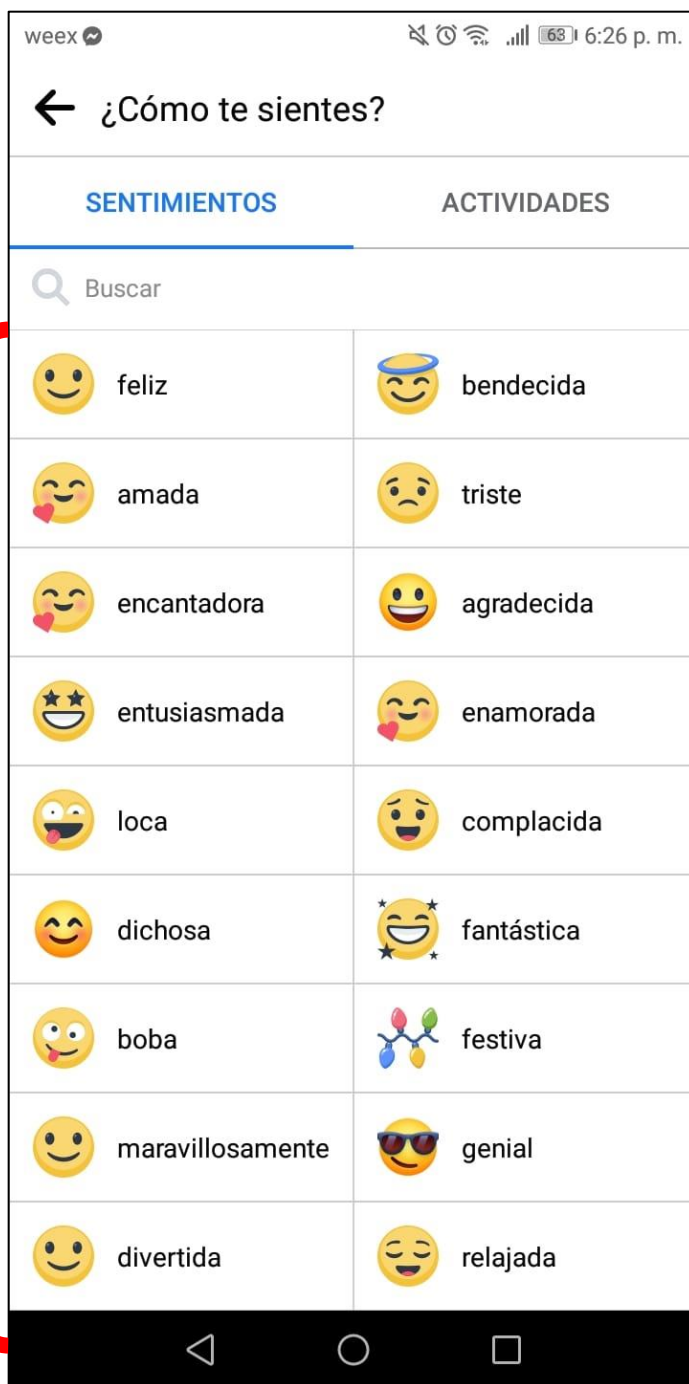 weex 63 6:26 p. m.
¿Cómo te sientes?
SENTIMIENTOS ACTIVIDADES
Buscar
feliz bendecida
amada triste
encantadora agradecida
entusiasmada enamorada
loca complacida
dichosa fantástica
boba festiva
maravillosamente genial
divertida relajada